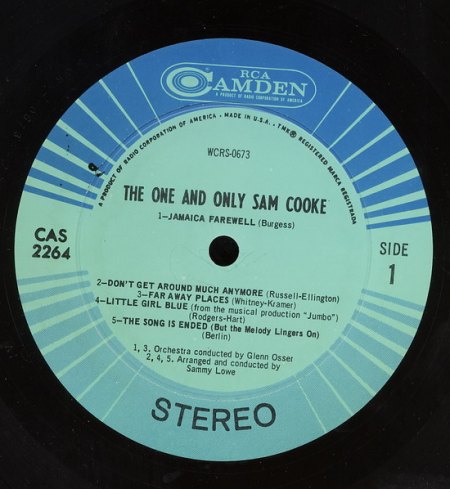 RCA
CAMDEN
A PRODUCT OF RADIO CORPORATION OF AMERICA
A PRODUCT OF RADIO CORPORATION OF AMERICA • MADE IN U.S.A. • TMK® REGISTERED MARCA REGISTRADA
WCRS-0673
THE ONE AND ONLY SAM COOKE
1—JAMAICA FAREWELL (Burgess)
CAS
2264
SIDE
1
2—DON'T GET AROUND MUCH ANYMORE (Russell-Ellington)
3—FAR AWAY PLACES (Whitney-Kramer)
4—LITTLE GIRL BLUE (from the musical production "Jumbo")
(Rodgers-Hart)
5—THE SONG IS ENDED (But the Melody Lingers On)
(Berlin)
1, 3. Orchestra conducted by Glenn Osser
2, 4, 5. Arranged and conducted by
Sammy Lowe
STEREO